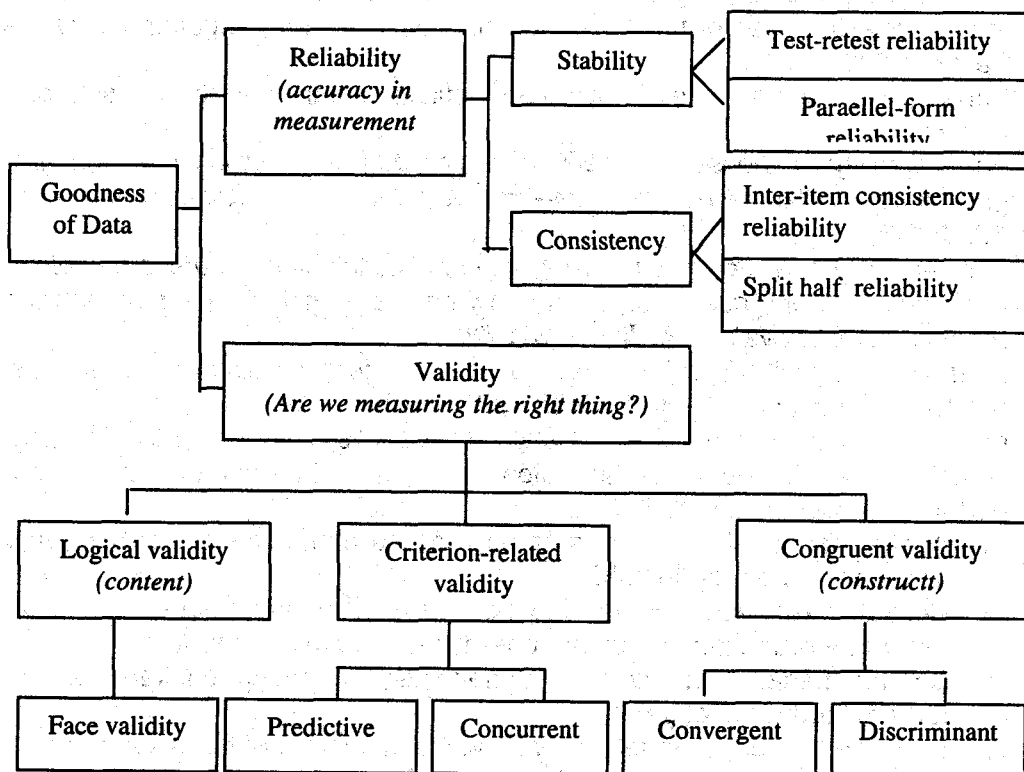 Reliability
(accuracy in
measurement
Stability
Test-retest reliability
Paraellel-form
reliability
Goodness
of Data
Consistency
Inter-item consistency
reliability
Split half reliability
Validity
(Are we measuring the right thing?)
Logical validity
(content)
Criterion-related
validity
Congruent validity
(constructt)
Face validity
Predictive
Concurrent
Convergent
Discriminant